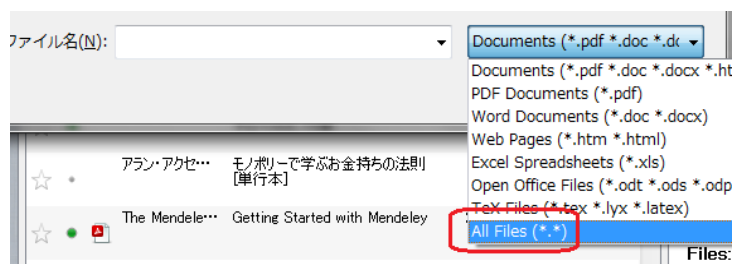 ファイル名(N):
Documents (*.pdf *.doc *.dc
Documents (*.pdf *.doc *.docx *.ht
PDF Documents (*.pdf)
Word Documents (*.doc *.docx)
Web Pages (*.htm *.html)
Excel Spreadsheets (*.xls)
Open Office Files (*.odt *.ods *.odp
TeX Files (*.tex *.lyx *.latex)
All Files (*.*)
アラン・アクセ… モノポリーで学ぶお金持ちの法則
[単行本]
The Mendele… Getting Started with Mendeley
Files: